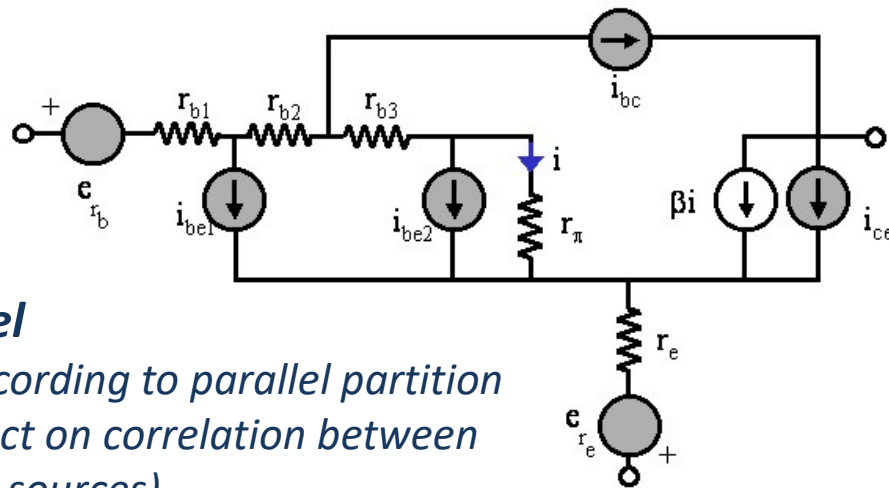 i_bc
+ r_b1 r_b2 r_b3
i
e_r_b
i_be1 i_be2 r_π βi i_ce
el
cording to parallel partition
r_e
ct on correlation between
e_r_e +
sources)